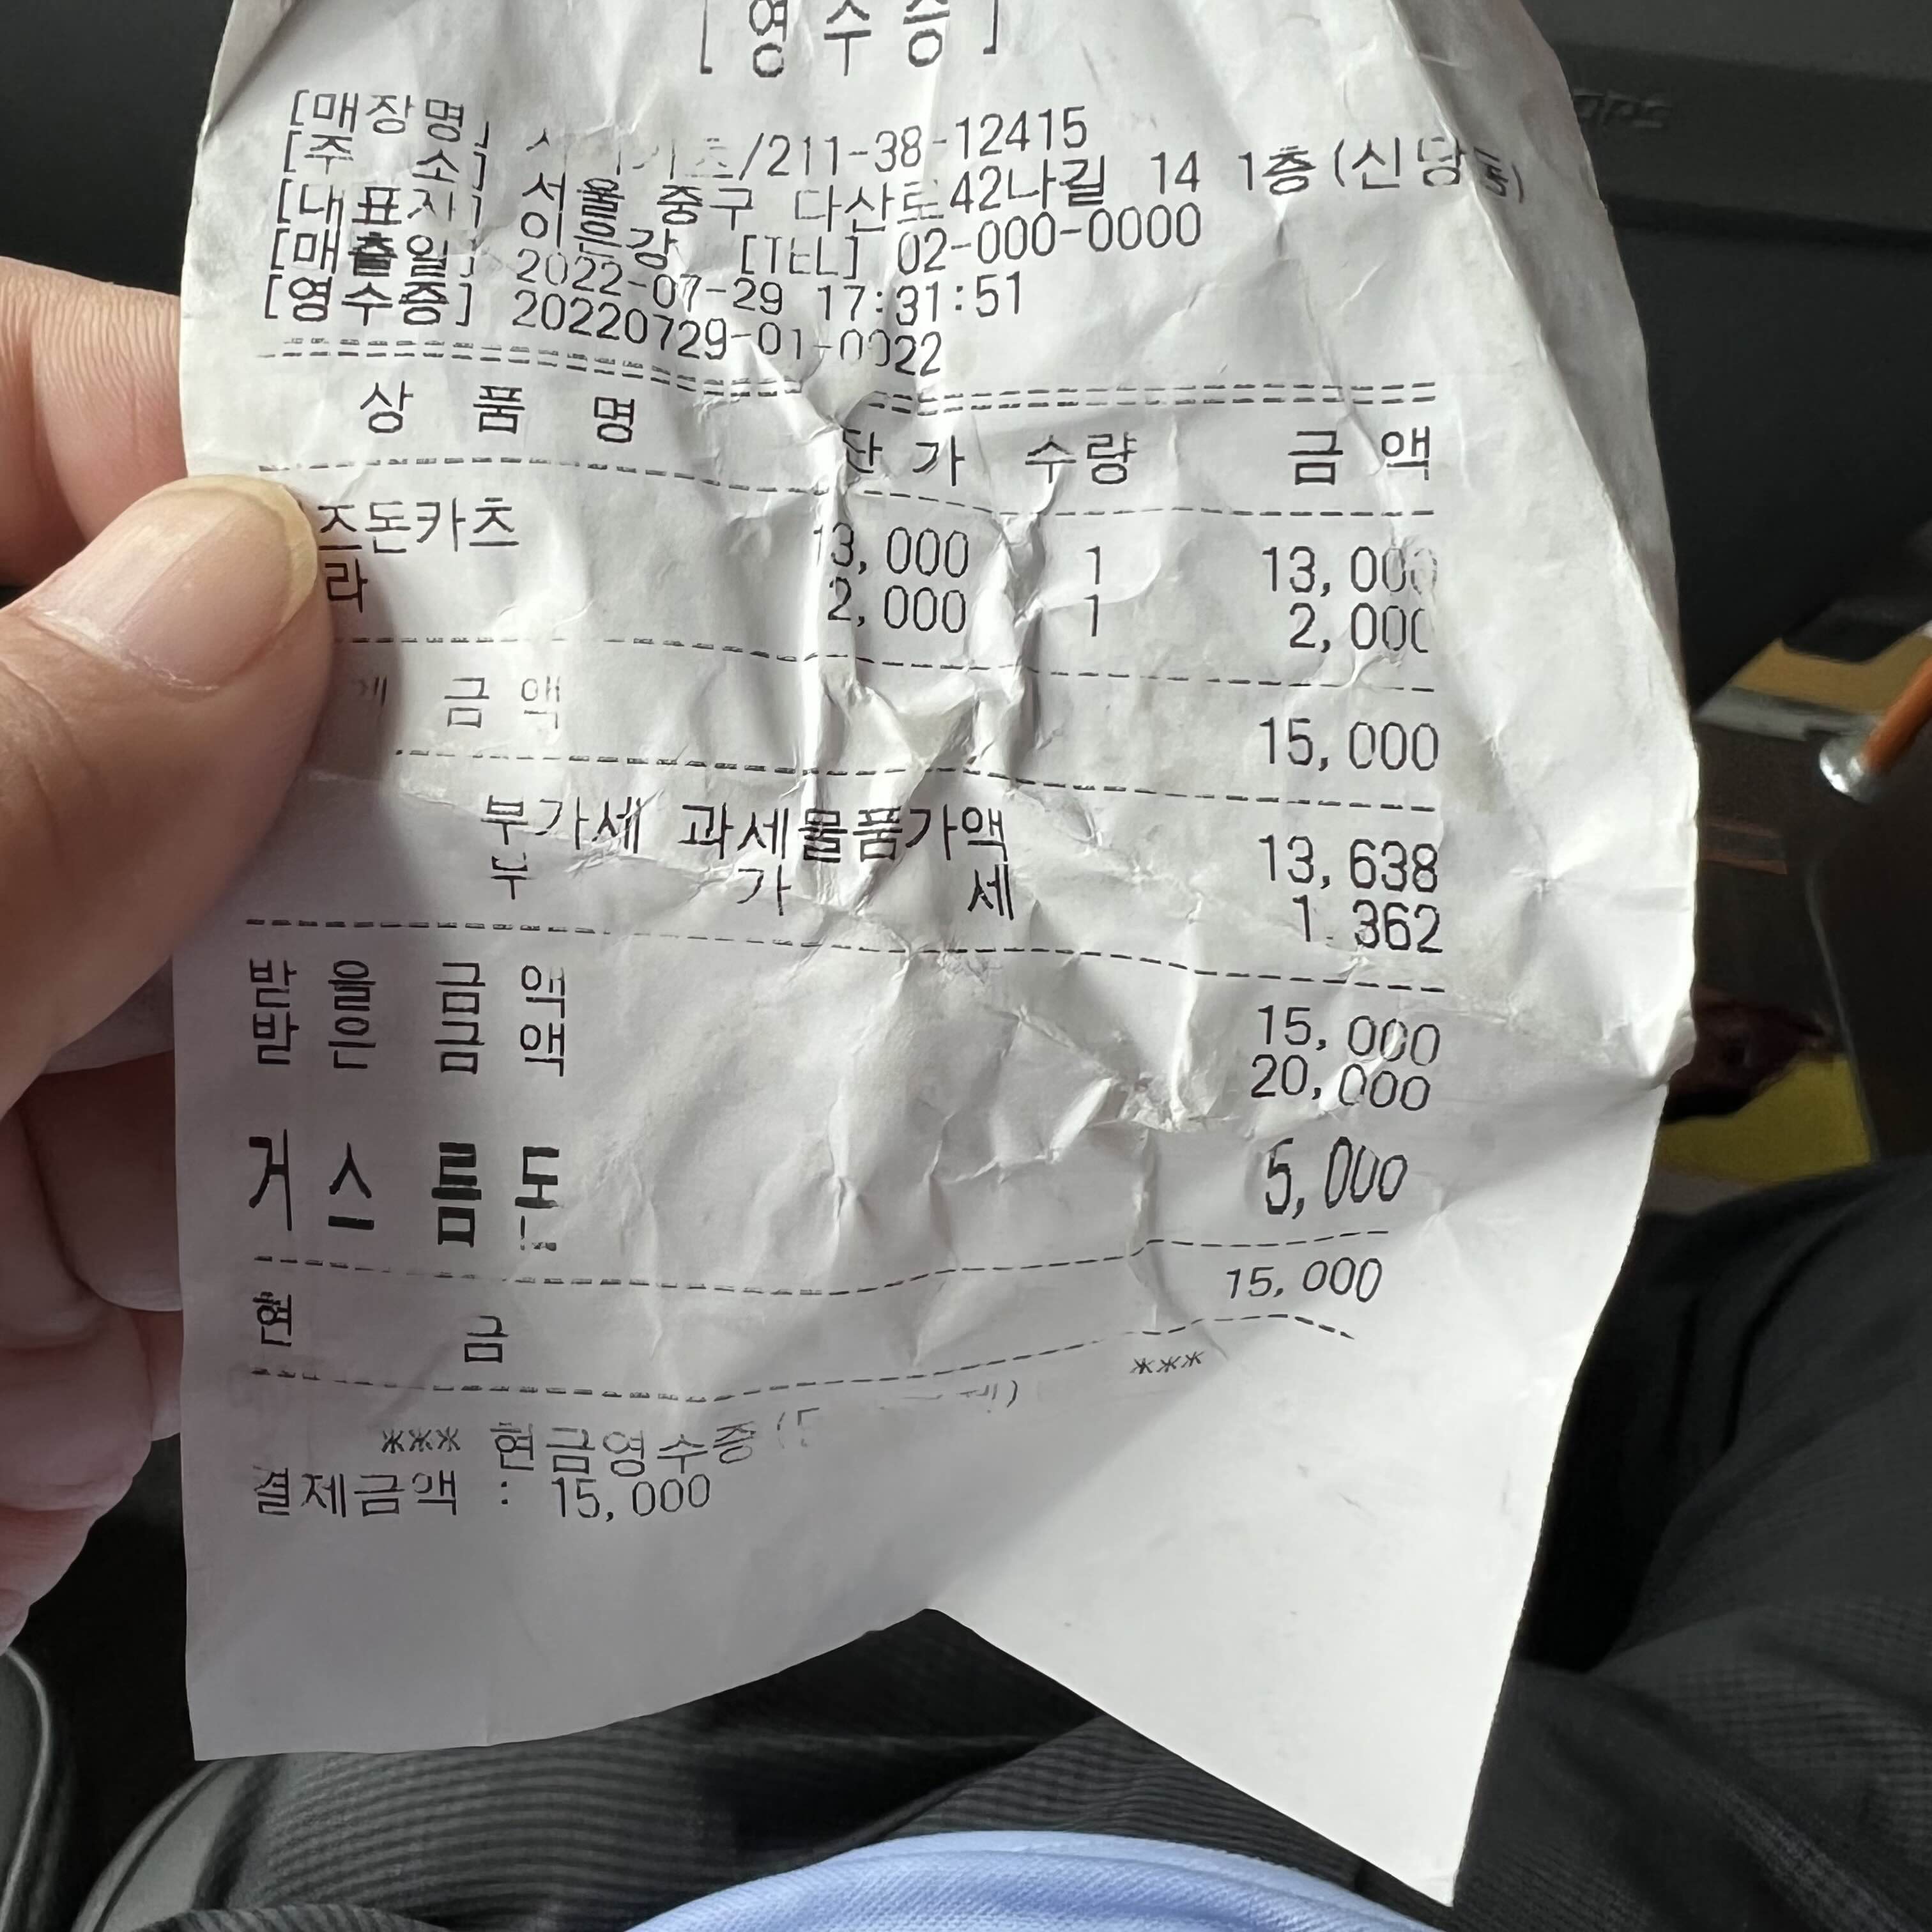 [영수증]
[매장명] /211-38-12415
[주 소] 서울 중구 다산로42나길 14 1층(신당동)
[대표자] 이은강 [TEL] 02-000-0000
[매출일] 2022-07-29 17:31:51
[영수증] 20220729-01-0022
상 품 명 단 가 수량 금 액
즈돈카츠 13,000 1 13,000
라 2,000 1 2,000
금 액 15,000
부가세 과세물품가액 13,638
부 가 세 1,362
받 을 금 액 15,000
받 은 금 액 20,000
거 스 름 돈 5,000
현 금 15,000
*** 현금영수증( ) ***
결제금액 : 15,000